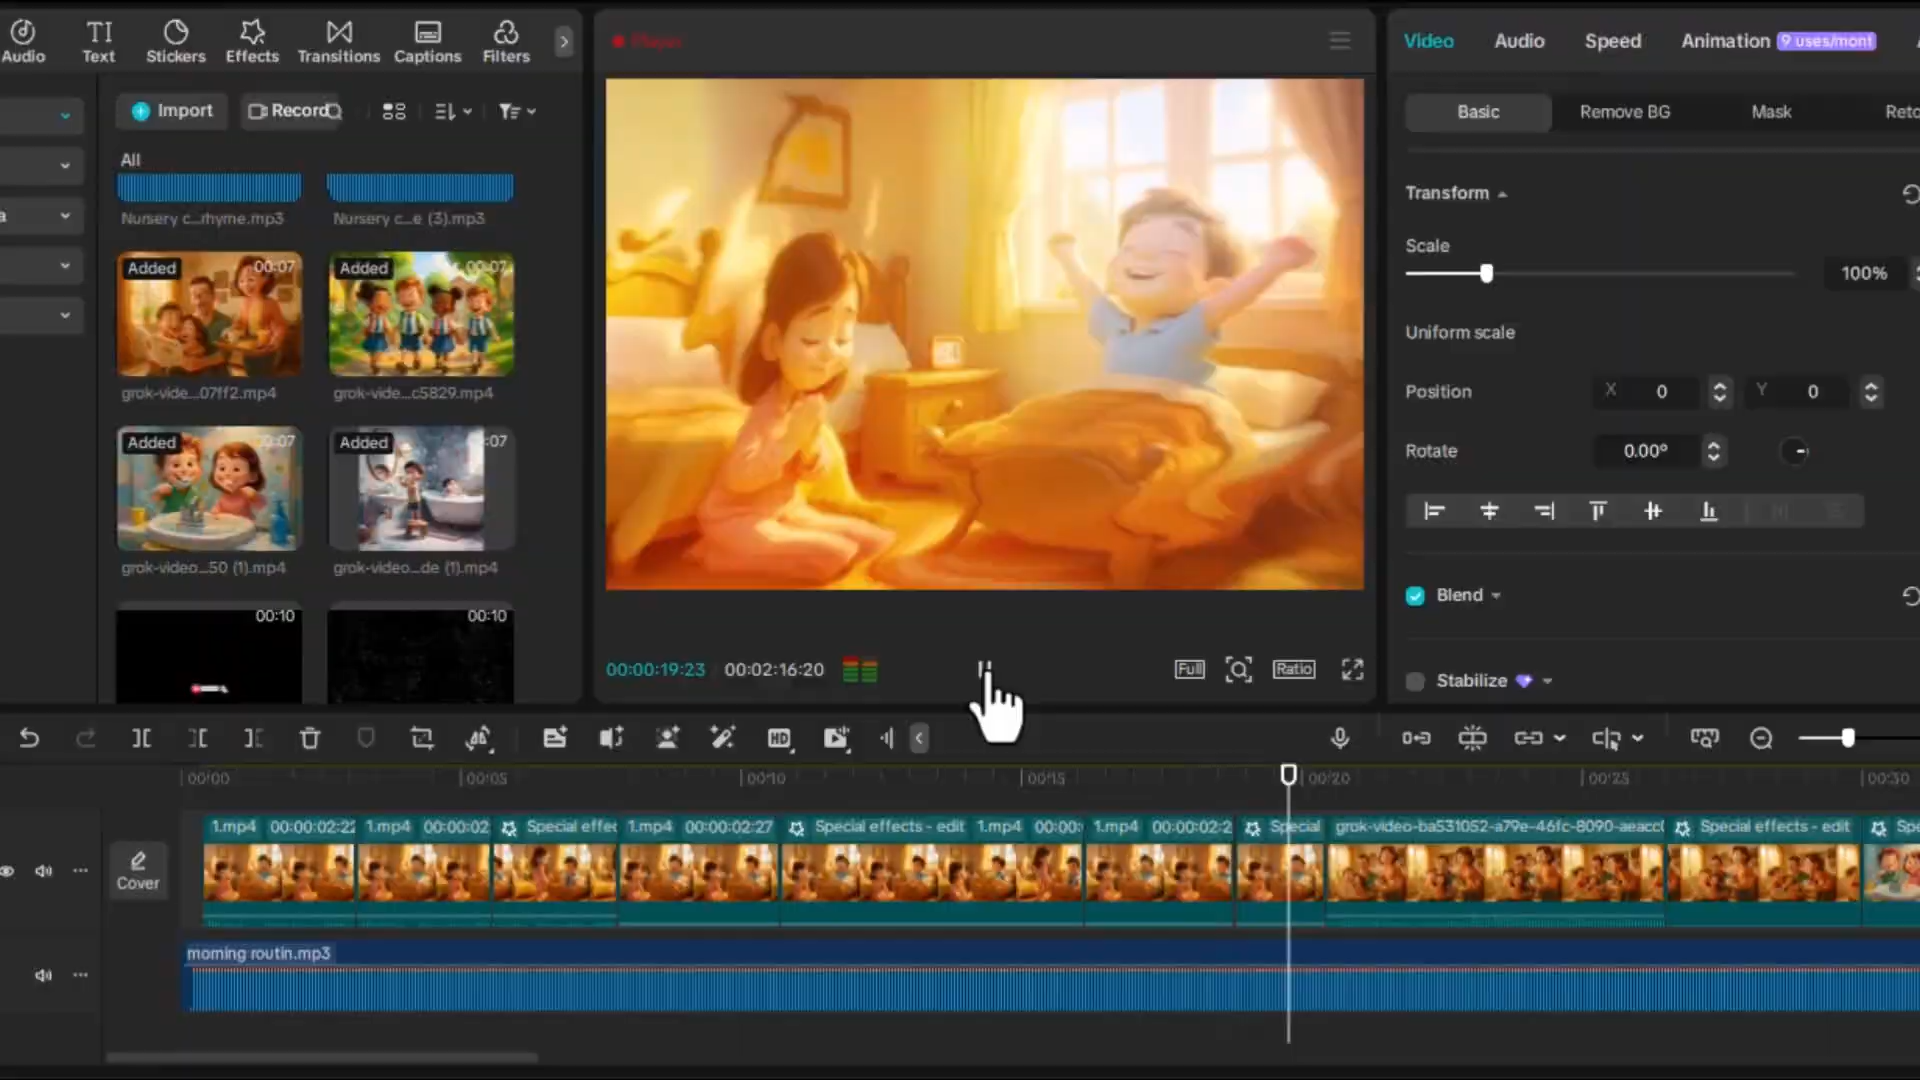 Audio
Text
Stickers
Effects
Transitions
Captions
Filters
Player
Video
Audio
Speed
Animation
9 uses/mont
Import
Record
Basic
Remove BG
Mask
Reto
All
Nursery c...rhyme.mp3
Nursery c...e (3).mp3
Transform
Scale
100%
Added
00:07
Added
00:07
Uniform scale
grok-vide...07ff2.mp4
grok-vide...c5829.mp4
Position
X 0
Y 0
Added
00:07
Added
:07
Rotate
0.00°
grok-video...50 (1).mp4
grok-video...de (1).mp4
Blend
00:10
00:10
00:00:19:23
00:02:16:20
Full
Ratio
Stabilize
HD
00:00
00:05
00:10
00:15
00:20
00:25
00:30
1.mp4 00:00:02:22
1.mp4 00:00:02
Special effec
1.mp4 00:00:02:27
Special effects - edit
1.mp4 00:00:
1.mp4 00:00:02:2
Special
grok-video-ba531052-a79e-46fc-8090-aeacc
Special effects - edit
Spe
Cover
morning routin.mp3